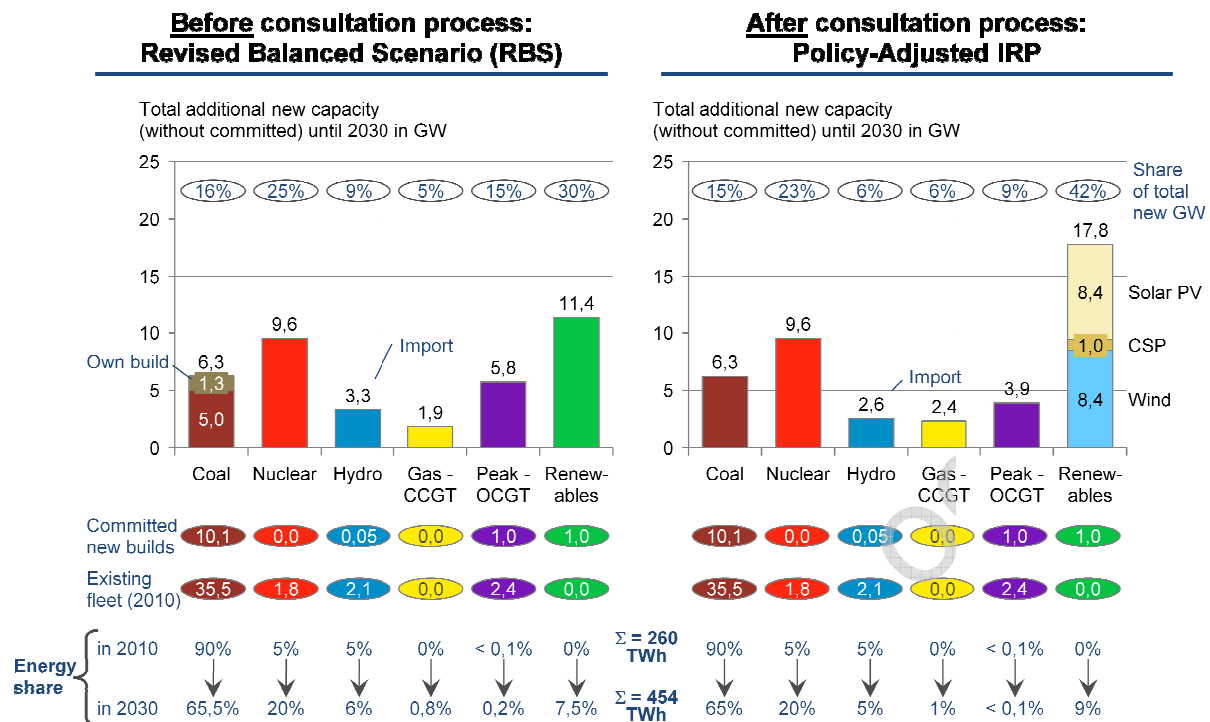 Before consultation process:
Revised Balanced Scenario (RBS)
Total additional new capacity
(without committed) until 2030 in GW
25
20
15
10
5
0
16% 25% 9% 5% 15% 30%
Own build
6,3
1,3
5,0
9,6
Import
3,3
1,9
5,8
11,4
Coal Nuclear Hydro Gas - CCGT Peak - OCGT Renew-ables
After consultation process:
Policy-Adjusted IRP
Total additional new capacity
(without committed) until 2030 in GW
25
20
15
10
5
0
15% 23% 6% 6% 9% 42%
Share
of total
new GW
6,3
9,6
Import
2,6
2,4
3,9
17,8
8,4
Solar PV
1,0
CSP
8,4
Wind
Coal Nuclear Hydro Gas - CCGT Peak - OCGT Renew-ables
Committed
new builds
10,1 0,0 0,05 0,0 1,0 1,0
10,1 0,0 0,05 0,0 1,0 1,0
Existing
fleet (2010)
35,5 1,8 2,1 0,0 2,4 0,0
35,5 1,8 2,1 0,0 2,4 0,0
Energy
share
in 2010
90% 5% 5% 0% < 0,1% 0%
Σ = 260
TWh
90% 5% 5% 0% < 0,1% 0%
in 2030
65,5% 20% 6% 0,8% 0,2% 7,5%
Σ = 454
TWh
65% 20% 5% 1% < 0,1% 9%